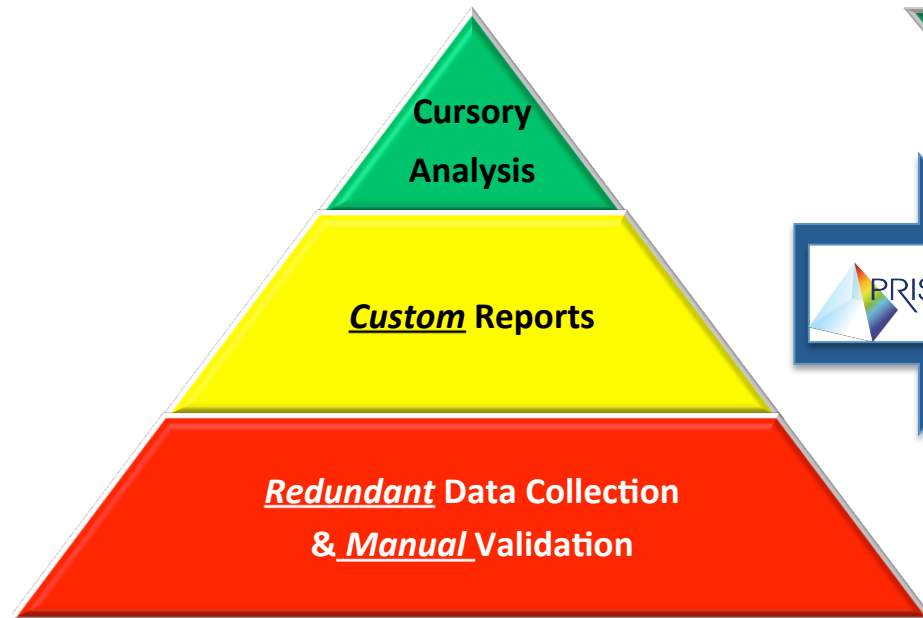 Cursory
Analysis
Custom Reports
Redundant Data Collection
& Manual Validation